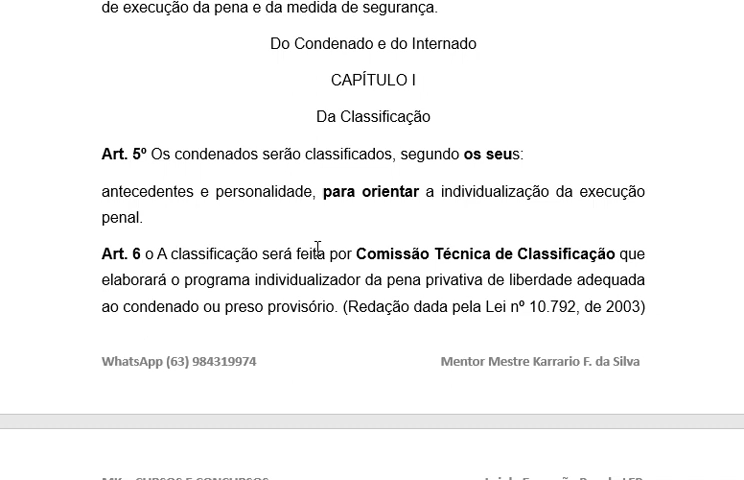 de execução da pena e da medida de segurança.
Do Condenado e do Internado
CAPÍTULO I
Da Classificação
Art. 5º Os condenados serão classificados, segundo os seus:
antecedentes e personalidade, para orientar a individualização da execução
penal.
Art. 6 o A classificação será feita por Comissão Técnica de Classificação que
elaborará o programa individualizador da pena privativa de liberdade adequada
ao condenado ou preso provisório. (Redação dada pela Lei nº 10.792, de 2003)
WhatsApp (63) 984319974 Mentor Mestre Karrario F. da Silva